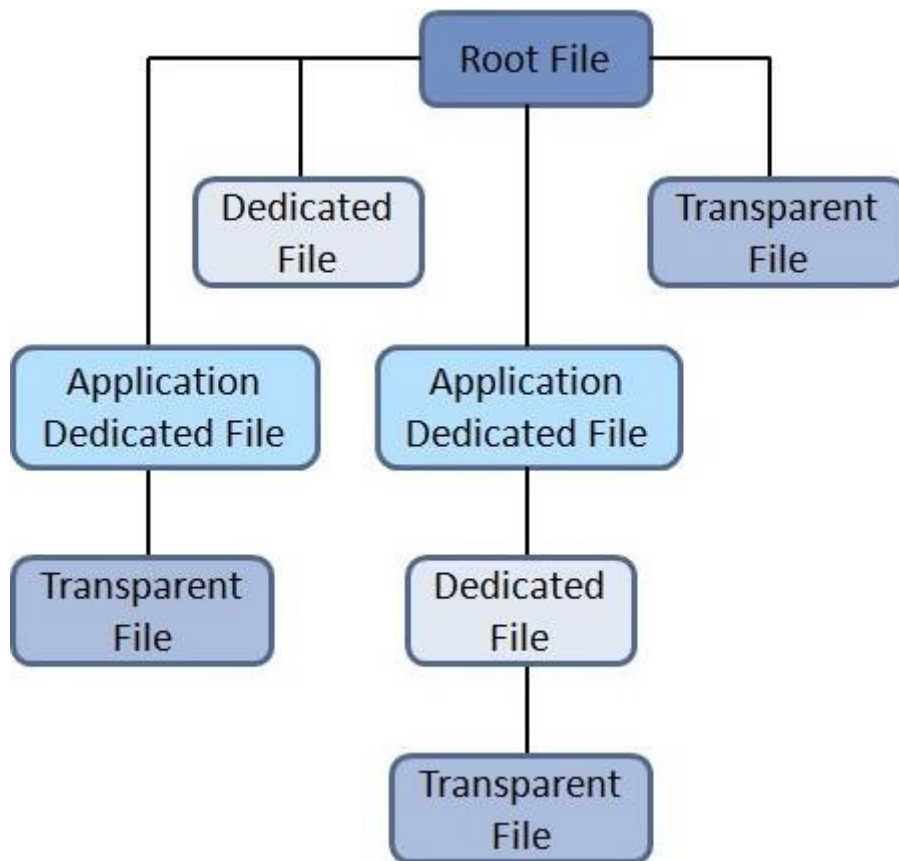 Root File
Dedicated
File
Transparent
File
Application
Dedicated File
Application
Dedicated File
Transparent
File
Dedicated
File
Transparent
File